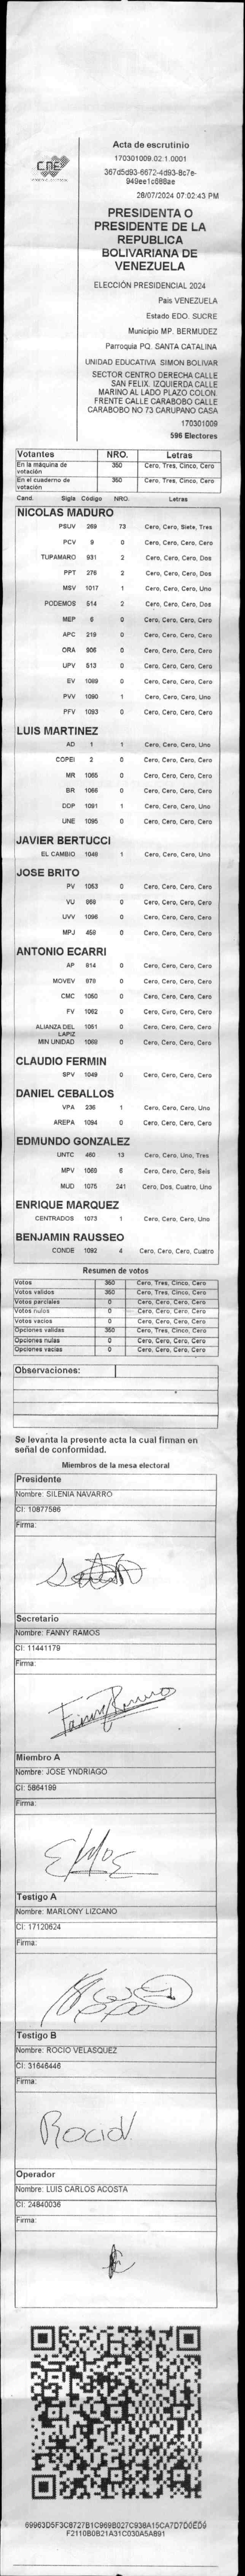 CNE
Acta de escrutinio
170301009.02.1.0001
367d5d93-6672-4d93-8c7e-
949ee1c688ae
28/07/2024 07:02:43 PM
PRESIDENTA O
PRESIDENTE DE LA
REPUBLICA
BOLIVARIANA DE
VENEZUELA
ELECCIÓN PRESIDENCIAL 2024
País VENEZUELA
Estado EDO. SUCRE
Municipio MP. BERMUDEZ
Parroquia PQ. SANTA CATALINA
UNIDAD EDUCATIVA SIMON BOLIVAR
SECTOR CENTRO DERECHA CALLE
SAN FELIX. IZQUIERDA CALLE
MARINO AL LADO PLAZO COLON.
FRENTE CALLE CARABOBO CALLE
CARABOBO NO 73 CARUPANO CASA
170301009
596 Electores
Votantes NRO. Letras
En la máquina de votación 350 Cero, Tres, Cinco, Cero
En el cuaderno de votación 350 Cero, Tres, Cinco, Cero
Cand. Sigla Código NRO. Letras
NICOLAS MADURO
PSUV 269 73 Cero, Cero, Siete, Tres
PCV 9 0 Cero, Cero, Cero, Cero
TUPAMARO 931 2 Cero, Cero, Cero, Dos
PPT 276 2 Cero, Cero, Cero, Dos
MSV 1017 1 Cero, Cero, Cero, Uno
PODEMOS 514 2 Cero, Cero, Cero, Dos
MEP 6 0 Cero, Cero, Cero, Cero
APC 219 0 Cero, Cero, Cero, Cero
ORA 906 0 Cero, Cero, Cero, Cero
UPV 513 0 Cero, Cero, Cero, Cero
EV 1089 0 Cero, Cero, Cero, Cero
PVV 1090 1 Cero, Cero, Cero, Uno
PFV 1093 0 Cero, Cero, Cero, Cero
LUIS MARTINEZ
AD 1 1 Cero, Cero, Cero, Uno
COPEI 2 0 Cero, Cero, Cero, Cero
MR 1065 0 Cero, Cero, Cero, Cero
BR 1066 0 Cero, Cero, Cero, Cero
DDP 1091 1 Cero, Cero, Cero, Uno
UNE 1095 0 Cero, Cero, Cero, Cero
JAVIER BERTUCCI
EL CAMBIO 1046 1 Cero, Cero, Cero, Uno
JOSE BRITO
PV 1053 0 Cero, Cero, Cero, Cero
VU 968 0 Cero, Cero, Cero, Cero
UVV 1096 0 Cero, Cero, Cero, Cero
MPJ 458 0 Cero, Cero, Cero, Cero
ANTONIO ECARRI
AP 914 0 Cero, Cero, Cero, Cero
MOVEV 979 0 Cero, Cero, Cero, Cero
CMC 1050 0 Cero, Cero, Cero, Cero
FV 1062 0 Cero, Cero, Cero, Cero
ALIANZA DEL LAPIZ 1051 0 Cero, Cero, Cero, Cero
MIN UNIDAD 1069 0 Cero, Cero, Cero, Cero
CLAUDIO FERMIN
SPV 1049 0 Cero, Cero, Cero, Cero
DANIEL CEBALLOS
VPA 236 1 Cero, Cero, Cero, Uno
AREPA 1094 0 Cero, Cero, Cero, Cero
EDMUNDO GONZALEZ
UNTC 460 13 Cero, Cero, Uno, Tres
MPV 1069 6 Cero, Cero, Cero, Seis
MUD 1075 241 Cero, Dos, Cuatro, Uno
ENRIQUE MARQUEZ
CENTRADOS 1073 1 Cero, Cero, Cero, Uno
BENJAMIN RAUSSEO
CONDE 1092 4 Cero, Cero, Cero, Cuatro
Resumen de votos
Votos 350 Cero, Tres, Cinco, Cero
Votos validos 350 Cero, Tres, Cinco, Cero
Votos parciales 0 Cero, Cero, Cero, Cero
Votos nulos 0 Cero, Cero, Cero, Cero
Votos vacios 0 Cero, Cero, Cero, Cero
Opciones validas 350 Cero, Tres, Cinco, Cero
Opciones nulas 0 Cero, Cero, Cero, Cero
Opciones vacias 0 Cero, Cero, Cero, Cero
Observaciones:
Se levanta la presente acta la cual firman en
señal de conformidad.
Miembros de la mesa electoral
Presidente
Nombre: SILENIA NAVARRO
CI: 10877586
Firma:
Secretario
Nombre: FANNY RAMOS
CI: 11441179
Firma:
Fanny Ramos
Miembro A
Nombre: JOSE YNDRIAGO
CI: 5864199
Firma:
Testigo A
Nombre: MARLONY LIZCANO
CI: 17120624
Firma:
Testigo B
Nombre: ROCIO VELASQUEZ
CI: 31646446
Firma:
RocioV
Operador
Nombre: LUIS CARLOS ACOSTA
CI: 24840036
Firma:
69963D5F3C8727B1C969B027C938A15CA7D7D0ED9
F2110B0B21A31C030A5A891